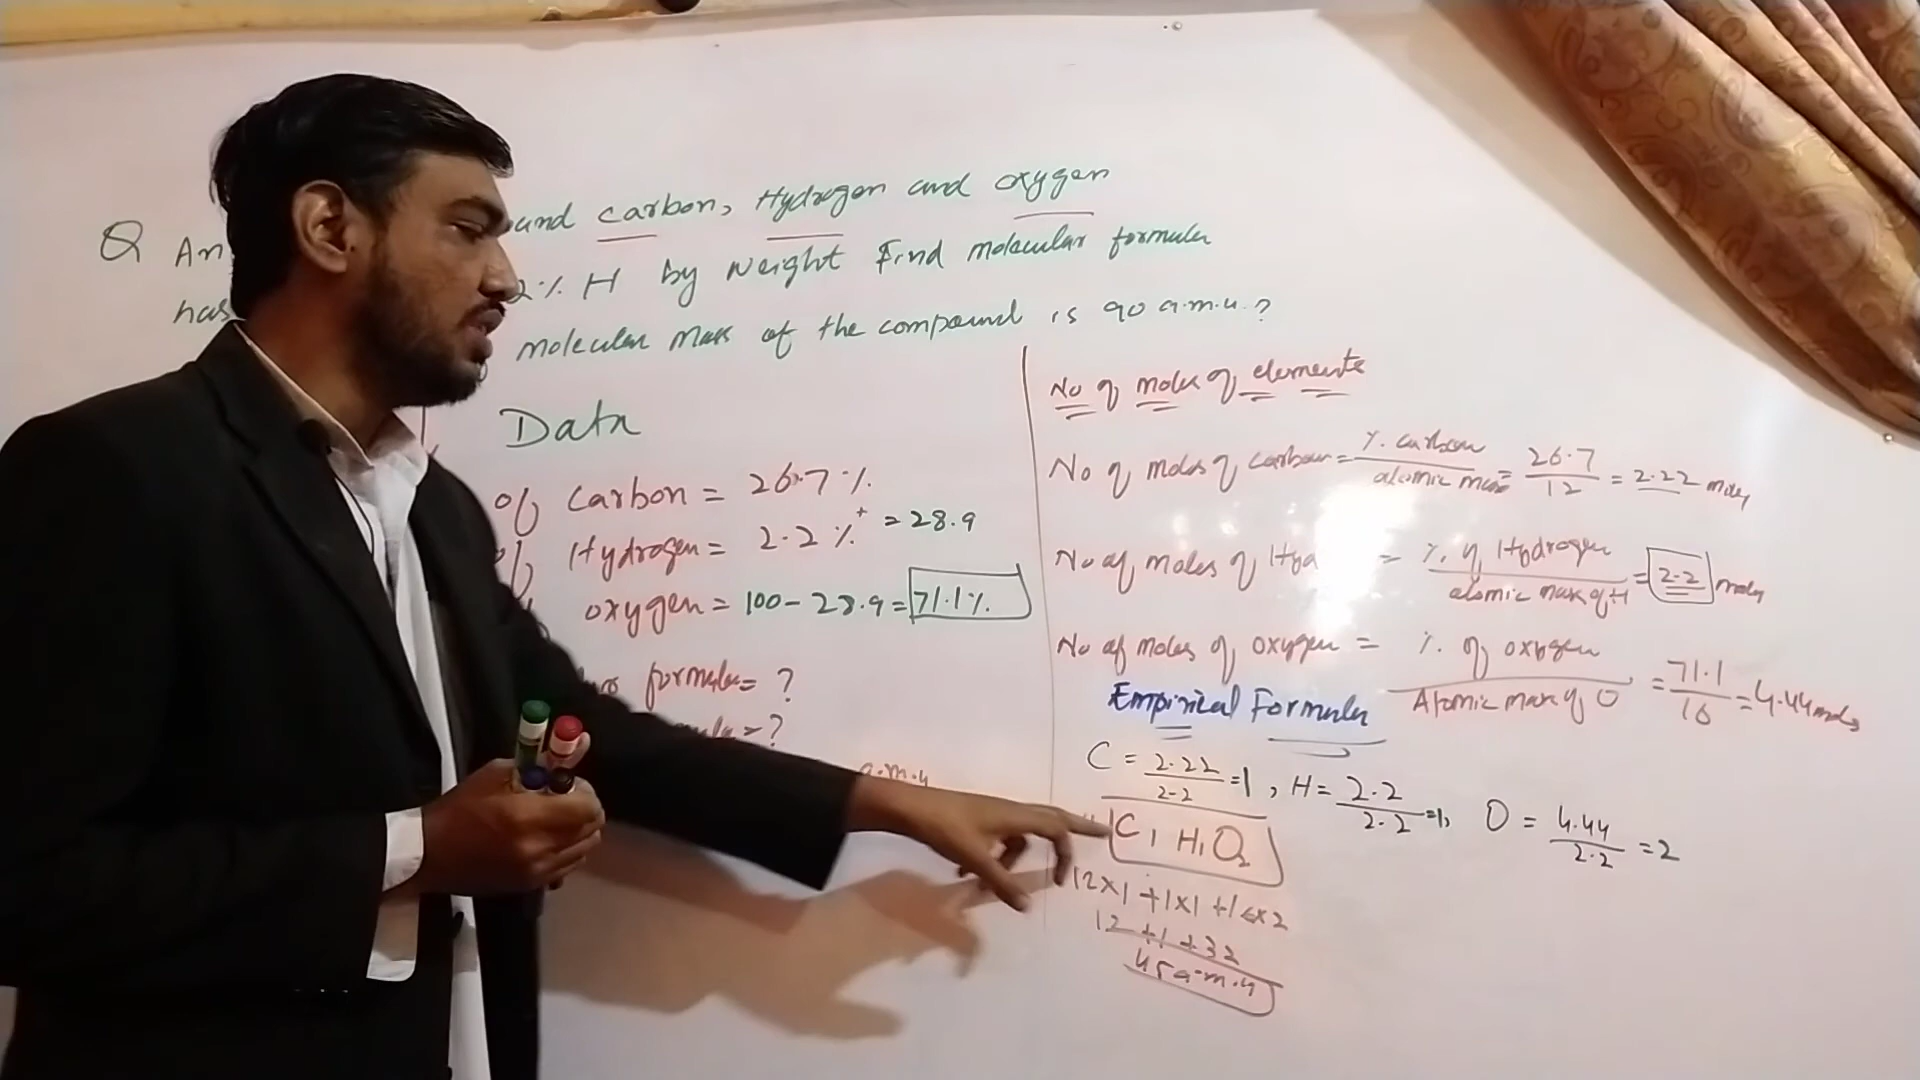 Q An ound carbon, Hydrogen and oxygen
has 2% H by weight Find molecular formula
molecular mass of the compound is 90 a.m.u.?
Data
of carbon = 26.7%
of Hydrogen = 2.2%+ = 28.9
oxygen = 100 - 28.9 = 71.1%
formula = ?
= ?
a.m.u
No of moles of elements
No of moles of carbon = %. carbon / atomic mass = 26.7 / 12 = 2.22 moles
No of moles of Hyd = %. of Hydrogen / atomic mass of H = 2.2 moles
No of moles of oxygen = %. of oxygen / Atomic mass of O = 71.1 / 16 = 4.44 moles
Empirical Formula
C = 2.22 / 2.2 = 1, H = 2.2 / 2.2 = 1, O = 4.44 / 2.2 = 2
C1 H1 O2
12x1 + 1x1 + 16x2
12 + 1 + 32
45 a.m.u